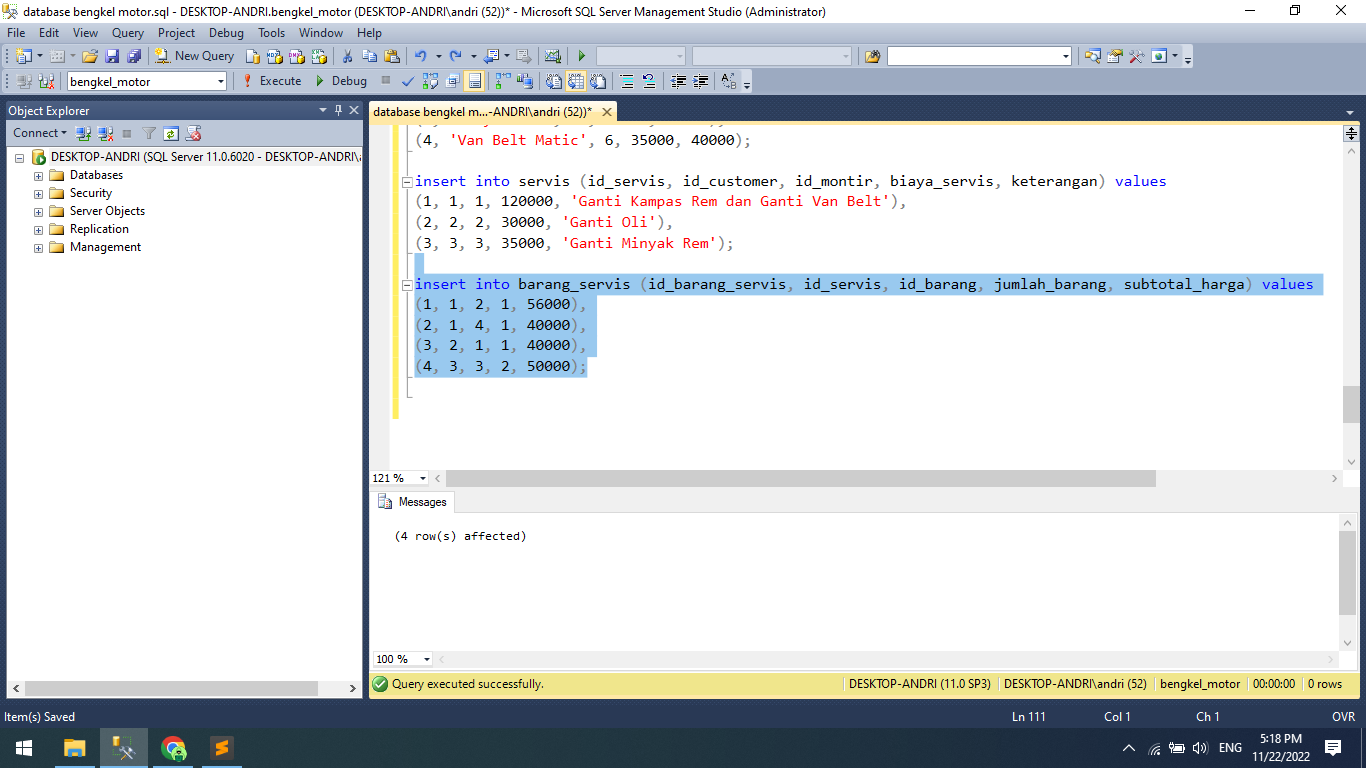 database bengkel motor.sql - DESKTOP-ANDRI.bengkel_motor (DESKTOP-ANDRI\andri (52))* - Microsoft SQL Server Management Studio (Administrator)
File Edit View Query Project Debug Tools Window Help
New Query
bengkel_motor
Execute
Debug
Object Explorer
Connect
DESKTOP-ANDRI (SQL Server 11.0.6020 - DESKTOP-ANDRI\
Databases
Security
Server Objects
Replication
Management
database bengkel m...-ANDRI\andri (52))*
(4, 'Van Belt Matic', 6, 35000, 40000);
insert into servis (id_servis, id_customer, id_montir, biaya_servis, keterangan) values
(1, 1, 1, 120000, 'Ganti Kampas Rem dan Ganti Van Belt'),
(2, 2, 2, 30000, 'Ganti Oli'),
(3, 3, 3, 35000, 'Ganti Minyak Rem');
insert into barang_servis (id_barang_servis, id_servis, id_barang, jumlah_barang, subtotal_harga) values
(1, 1, 2, 1, 56000),
(2, 1, 4, 1, 40000),
(3, 2, 1, 1, 40000),
(4, 3, 3, 2, 50000);
121 %
Messages
(4 row(s) affected)
100 %
Query executed successfully.
DESKTOP-ANDRI (11.0 SP3)
DESKTOP-ANDRI\andri (52)
bengkel_motor
00:00:00
0 rows
Item(s) Saved
Ln 111
Col 1
Ch 1
OVR
ENG
5:18 PM
11/22/2022